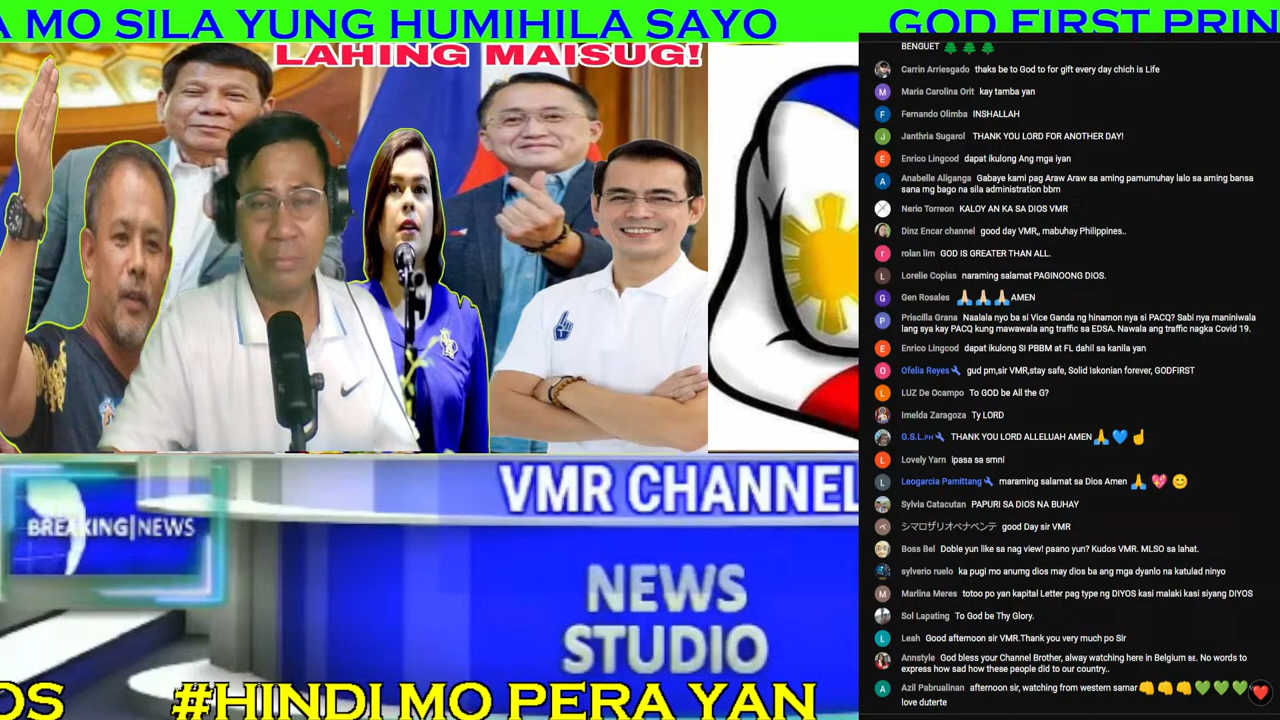 A MO SILA YUNG HUMIHILA SAYO GOD FIRST PRIN
LAHING MAISUG!
BENGUET
Carrin Arriesgado thaks be to God to for gift every day chich is Life
Maria Carolina Orit kay tamba yan
Fernando Olimba INSHALLAH
Janthria Sugarol THANK YOU LORD FOR ANOTHER DAY!
Enrico Lingcod dapat ikulong Ang mga iyan
Anabelle Aliganga Gabaye kami pag Araw Araw sa aming pamumuhay lalo sa aming bansa
sana mg bago na sila administration bbm
Nerio Torreon KALOY AN KA SA DIOS VMR
Dinz Encar channel good day VMR,, mabuhay Philippines..
rolan lim GOD IS GREATER THAN ALL.
Lorelie Copias naraming salamat PAGINOONG DIOS.
Gen Rosales 🙏🏻🙏🏻🙏🏻AMEN
Priscilla Grana Naalala nyo ba si Vice Ganda ng hinamon nya si PACQ? Sabi nya maniniwala
lang sya kay PACQ kung mawawala ang traffic sa EDSA. Nawala ang traffic nagka Covid 19.
Enrico Lingcod dapat ikulong SI PBBM at FL dahil sa kanila yan
Ofelia Reyes gud pm,sir VMR,stay safe, Solid Iskonian forever, GODFIRST
LUZ De Ocampo To GOD be All the G?
Imelda Zaragoza Ty LORD
G.S.L.PH THANK YOU LORD ALLELUAH AMEN🙏💙☝
Lovely Yarn ipasa sa smni
Leogarcia Pamittang maraming salamat sa Dios Amen 🙏 💖 😊
Sylvia Catacutan PAPURI SA DIOS NA BUHAY
シマロザリオベナベンテ good Day sir VMR
Boss Bel Doble yun like sa nag view! paano yun? Kudos VMR. MLSO sa lahat.
sylverio ruelo ka pugi mo anumg dios may dios ba ang mga dyanlo na katulad ninyo
Marlina Meres totoo po yan kapital Letter pag type ng DIYOS kasi malaki kasi siyang DIYOS
Sol Lapating To God be Thy Glory.
Leah Good afternoon sir VMR.Thank you very much po Sir
Annstyle God bless your Channel Brother, alway watching here in Belgium BE. No words to
express how sad how these people did to our country..
Azil Pabrualinan afternoon sir, watching from western samar
love duterte
VMR CHANNEL
BREAKING|NEWS
NEWS
STUDIO
OS #HINDI MO PERA YAN